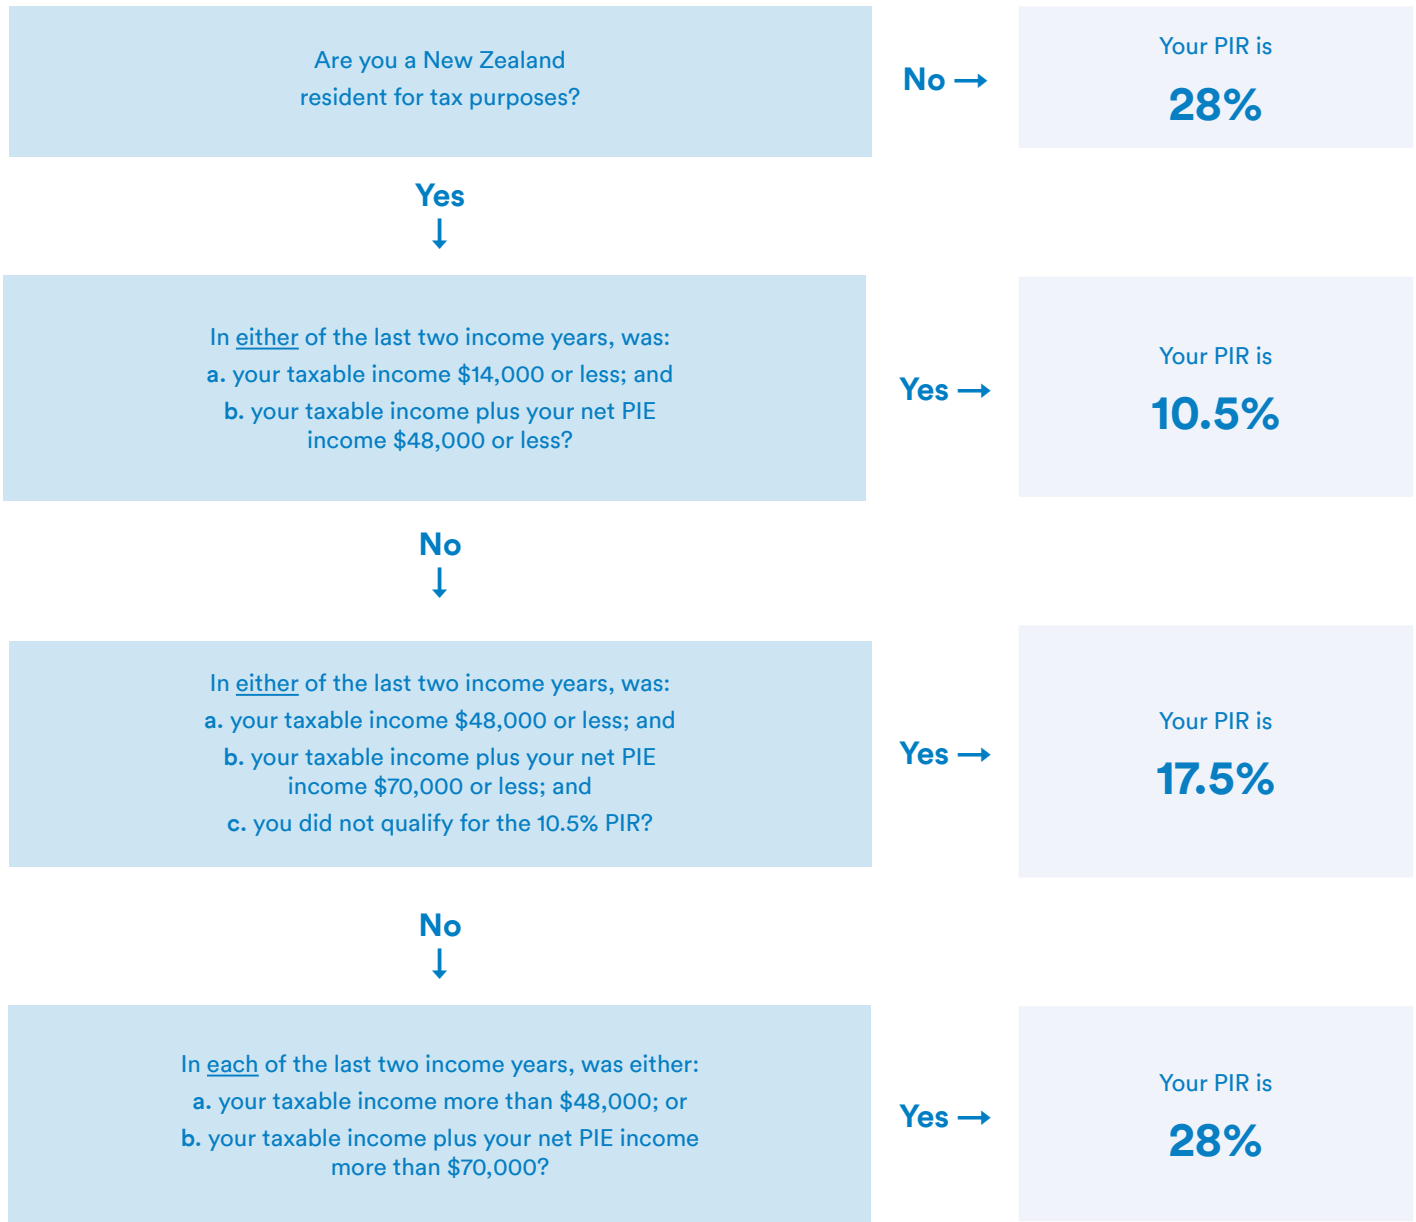 Are you a New Zealand
resident for tax purposes?
No →
Your PIR is
28%
Yes
↓
In either of the last two income years, was:
a. your taxable income $14,000 or less; and
b. your taxable income plus your net PIE
income $48,000 or less?
Yes →
Your PIR is
10.5%
No
↓
In either of the last two income years, was:
a. your taxable income $48,000 or less; and
b. your taxable income plus your net PIE
income $70,000 or less; and
c. you did not qualify for the 10.5% PIR?
Yes →
Your PIR is
17.5%
No
↓
In each of the last two income years, was either:
a. your taxable income more than $48,000; or
b. your taxable income plus your net PIE income
more than $70,000?
Yes →
Your PIR is
28%